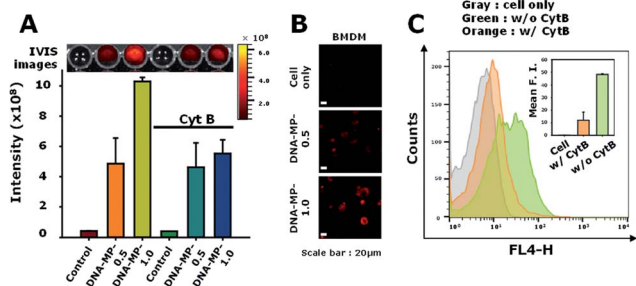 A
IVIS
images
× 10⁸
6.0
4.0
2.0
Intensity (x10⁸)
10
8
6
4
2
0
Cyt B
Control
DNA-MP-
0.5
DNA-MP-
1.0
Control
DNA-MP-
0.5
DNA-MP-
1.0
B
BMDM
Cell
only
DNA-MP-
0.5
DNA-MP-
1.0
Scale bar : 20μm
C
Gray : cell only
Green : w/o CytB
Orange : w/ CytB
Counts
200
150
100
50
0
10⁰
10¹
10²
10³
10⁴
FL4-H
Mean F. I.
60
50
40
30
20
10
0
Cell
w/ CytB
w/o CytB